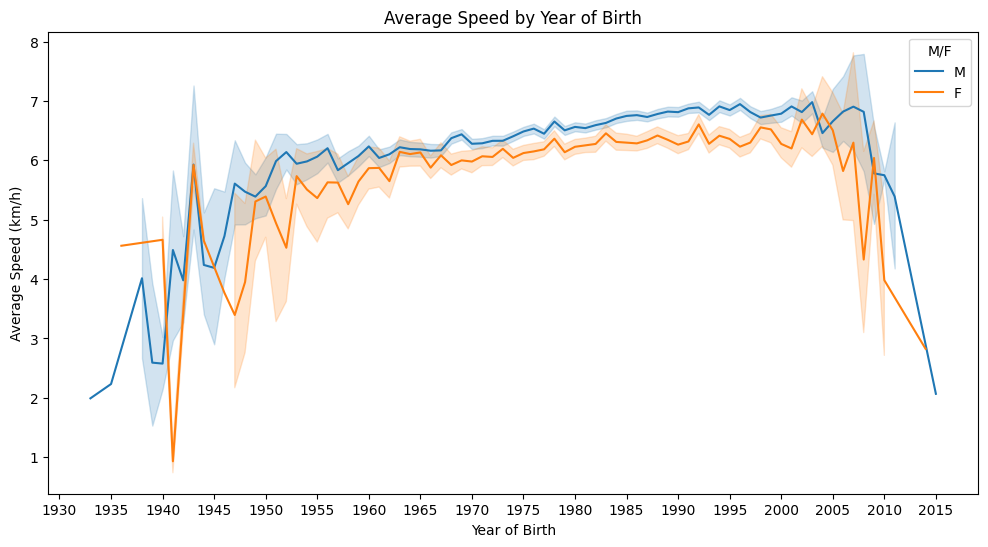 Average Speed by Year of Birth
M/F
M
F
Average Speed (km/h)
8
7
6
5
4
3
2
1
1930 1935 1940 1945 1950 1955 1960 1965 1970 1975 1980 1985 1990 1995 2000 2005 2010 2015
Year of Birth